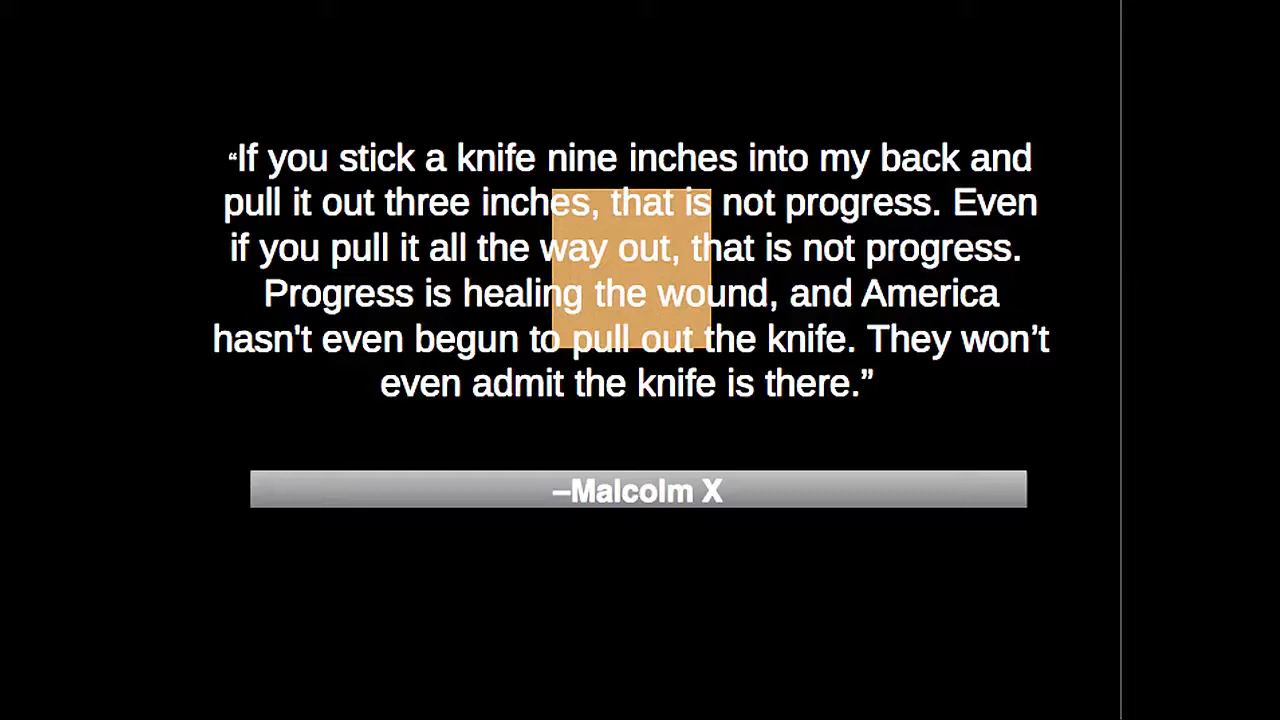 “If you stick a knife nine inches into my back and
pull it out three inches, that is not progress. Even
if you pull it all the way out, that is not progress.
Progress is healing the wound, and America
hasn't even begun to pull out the knife. They won’t
even admit the knife is there.”
–Malcolm X